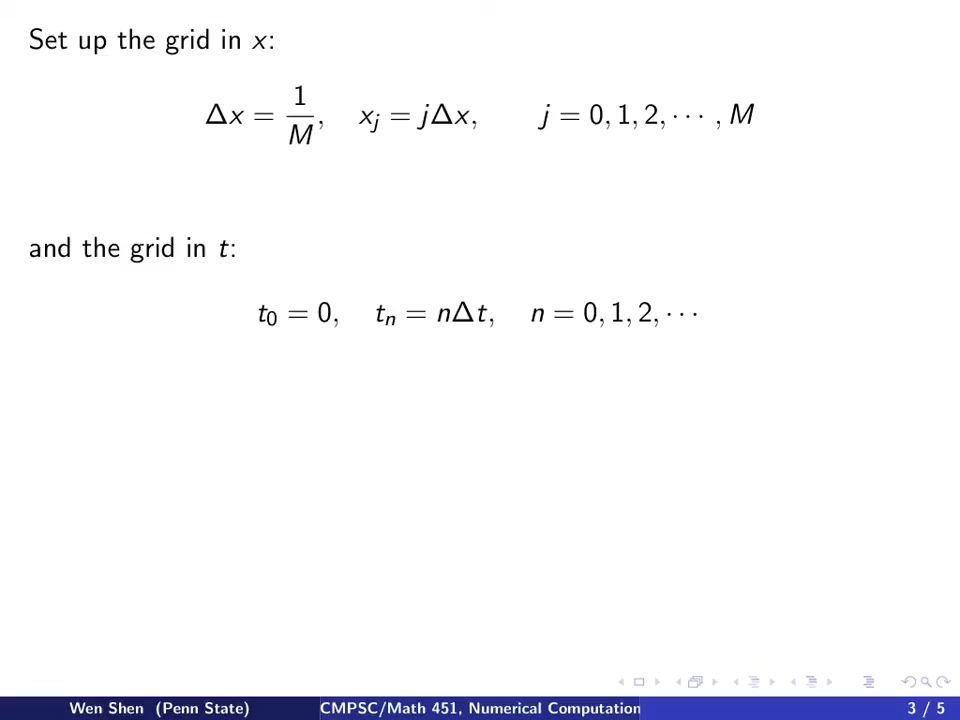 Set up the grid in x:
Δx = 1/M, x_j = jΔx, j = 0, 1, 2, ⋯ , M
and the grid in t:
t_0 = 0, t_n = nΔt, n = 0, 1, 2, ⋯
Wen Shen (Penn State) CMPSC/Math 451, Numerical Computation 3 / 5